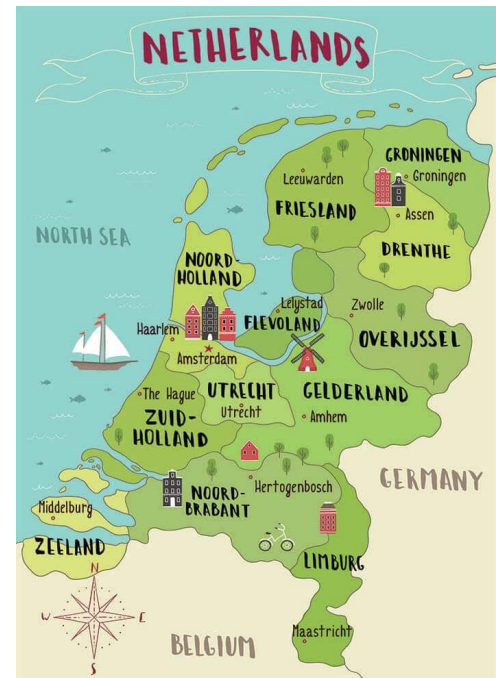 NETHERLANDS
GRONINGEN
Groningen
Leeuwarden
FRIESLAND
Assen
DRENTHE
NORTH SEA
NOORD-
HOLLAND
Lelystad
FLEVOLAND
Zwolle
OVERIJSSEL
Haarlem
Amsterdam
The Hague
UTRECHT
Utrecht
GELDERLAND
Arnhem
ZUID-
HOLLAND
GERMANY
Hertogenbosch
NOORD-
BRABANT
Middelburg
ZEELAND
LIMBURG
N
W
E
S
Maastricht
BELGIUM